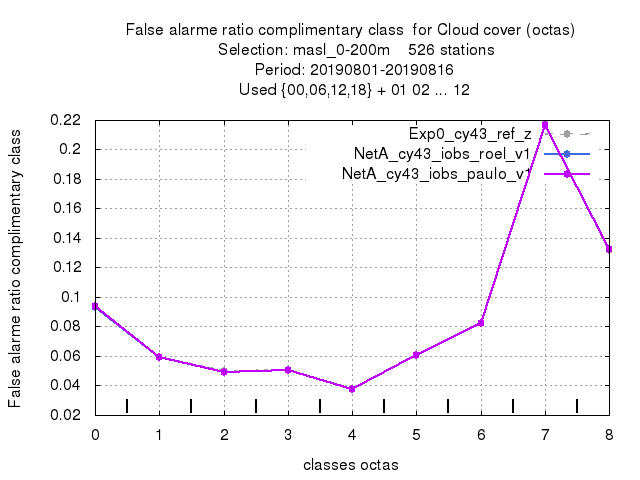 False alarme ratio complimentary class  for Cloud cover (octas)
Selection: masl_0-200m    526 stations
Period: 20190801-20190816
Used {00,06,12,18} + 01 02 ... 12
False alarme ratio complimentary class
0.22
0.2
0.18
0.16
0.14
0.12
0.1
0.08
0.06
0.04
0.02
Exp0_cy43_ref_z
NetA_cy43_iobs_roel_v1
NetA_cy43_iobs_paulo_v1
0 1 2 3 4 5 6 7 8
classes octas